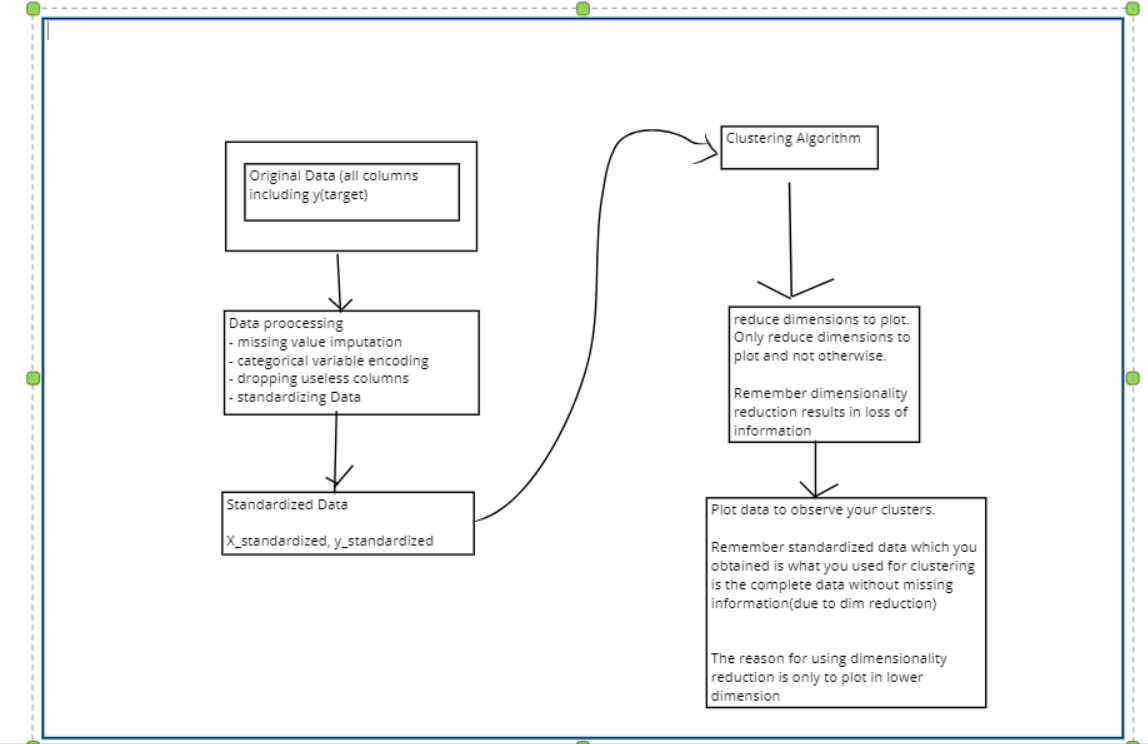 Original Data (all columns
including y(target)
Data proocessing
- missing value imputation
- categorical variable encoding
- dropping useless columns
- standardizing Data
Standardized Data
X_standardized, y_standardized
Clustering Algorithm
reduce dimensions to plot.
Only reduce dimensions to
plot and not otherwise.
Remember dimensionality
reduction results in loss of
information
Plot data to observe your clusters.
Remember standardized data which you
obtained is what you used for clustering
is the complete data without missing
information(due to dim reduction)
The reason for using dimensionality
reduction is only to plot in lower
dimension